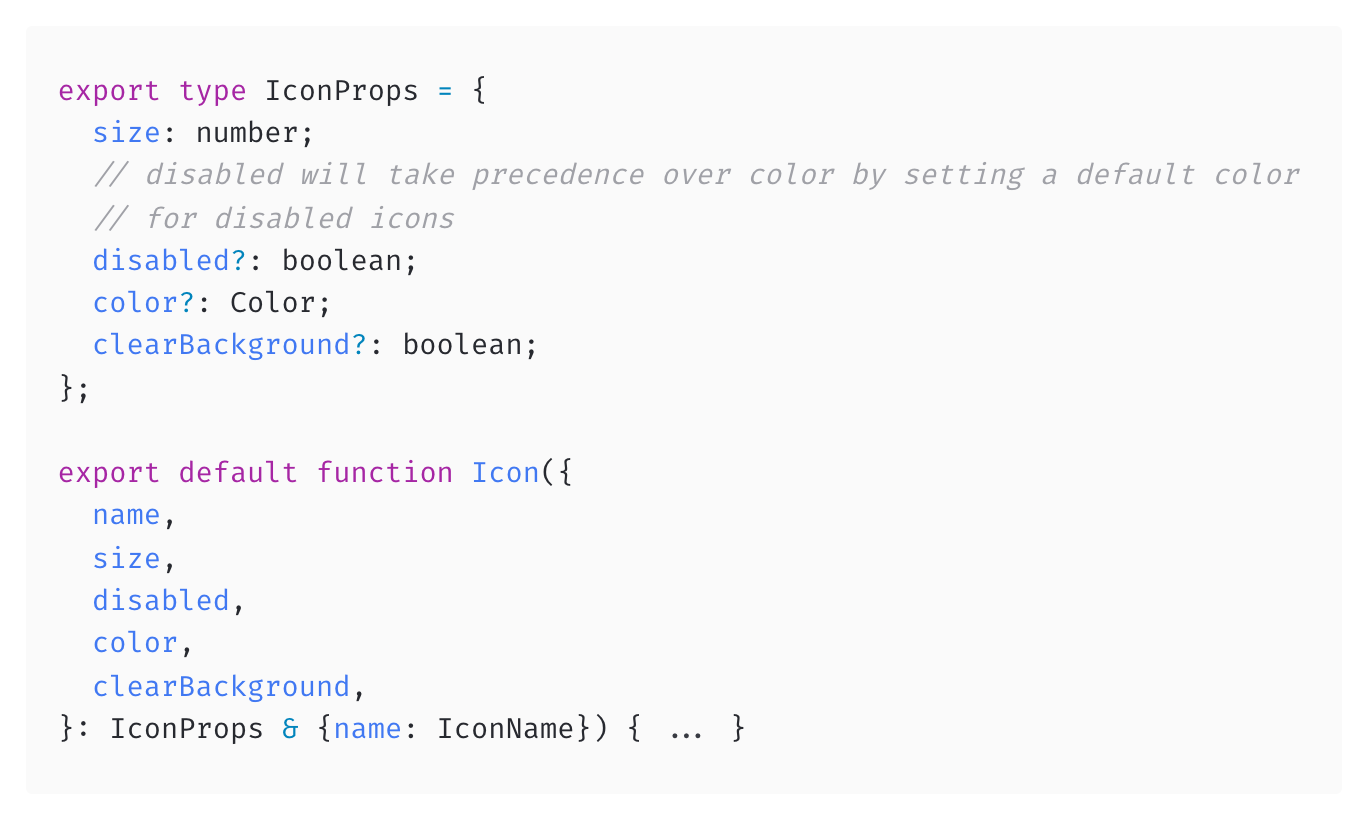 export type IconProps = {
  size: number;
  // disabled will take precedence over color by setting a default color
  // for disabled icons
  disabled?: boolean;
  color?: Color;
  clearBackground?: boolean;
};

export default function Icon({
  name,
  size,
  disabled,
  color,
  clearBackground,
}: IconProps & {name: IconName}) { ... }